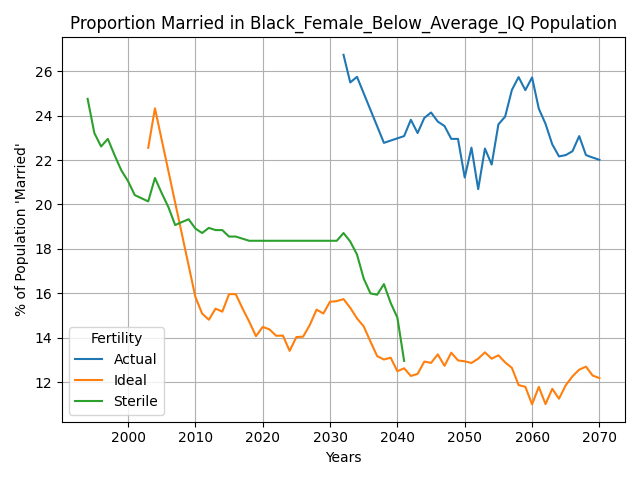 Proportion Married in Black_Female_Below_Average_IQ Population
% of Population 'Married'
26
24
22
20
18
16
14
12
Fertility
Actual
Ideal
Sterile
2000 2010 2020 2030 2040 2050 2060 2070
Years